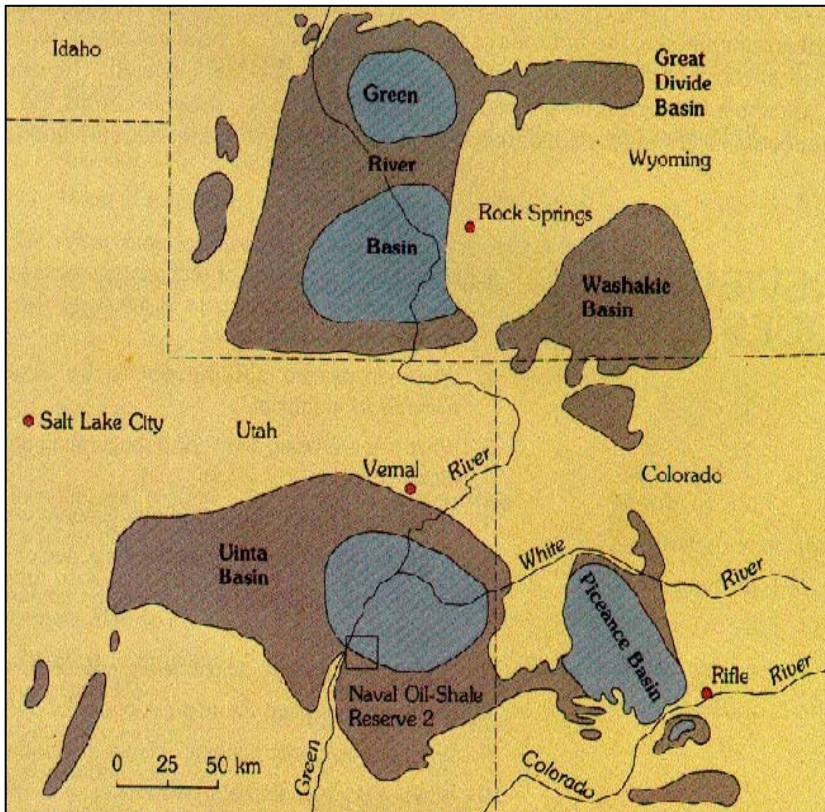 Idaho
Great
Divide
Basin
Green
Wyoming
River
Rock Springs
Basin
Washakie
Basin
Salt Lake City
Utah
Vernal
River
Colorado
Uinta
Basin
White
River
Piceance Basin
Rifle
River
Naval Oil-Shale
Reserve 2
0 25 50 km
Green
Colorado